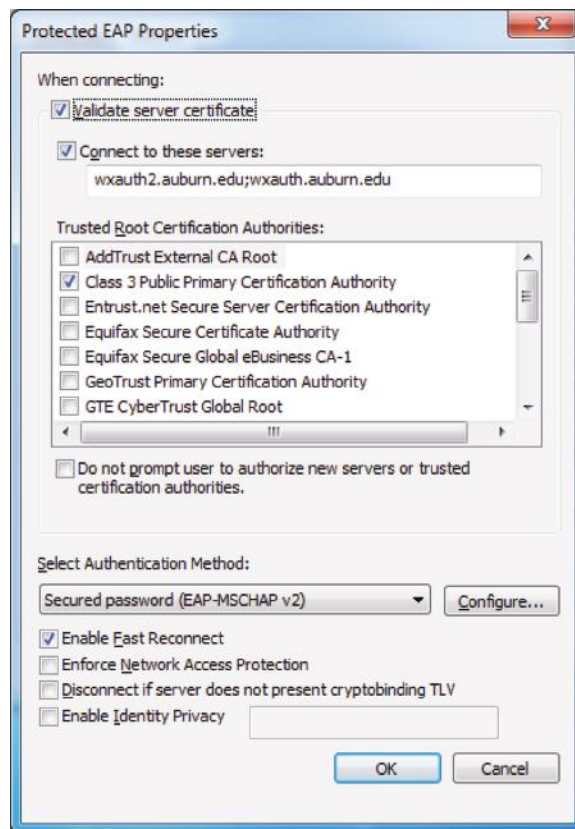 Protected EAP Properties
When connecting:
Validate server certificate
Connect to these servers:
wxauth2.auburn.edu;wxauth.auburn.edu
Trusted Root Certification Authorities:
AddTrust External CA Root
Class 3 Public Primary Certification Authority
Entrust.net Secure Server Certification Authority
Equifax Secure Certificate Authority
Equifax Secure Global eBusiness CA-1
GeoTrust Primary Certification Authority
GTE CyberTrust Global Root
Do not prompt user to authorize new servers or trusted
certification authorities.
Select Authentication Method:
Secured password (EAP-MSCHAP v2) Configure...
Enable Fast Reconnect
Enforce Network Access Protection
Disconnect if server does not present cryptobinding TLV
Enable Identity Privacy
OK Cancel